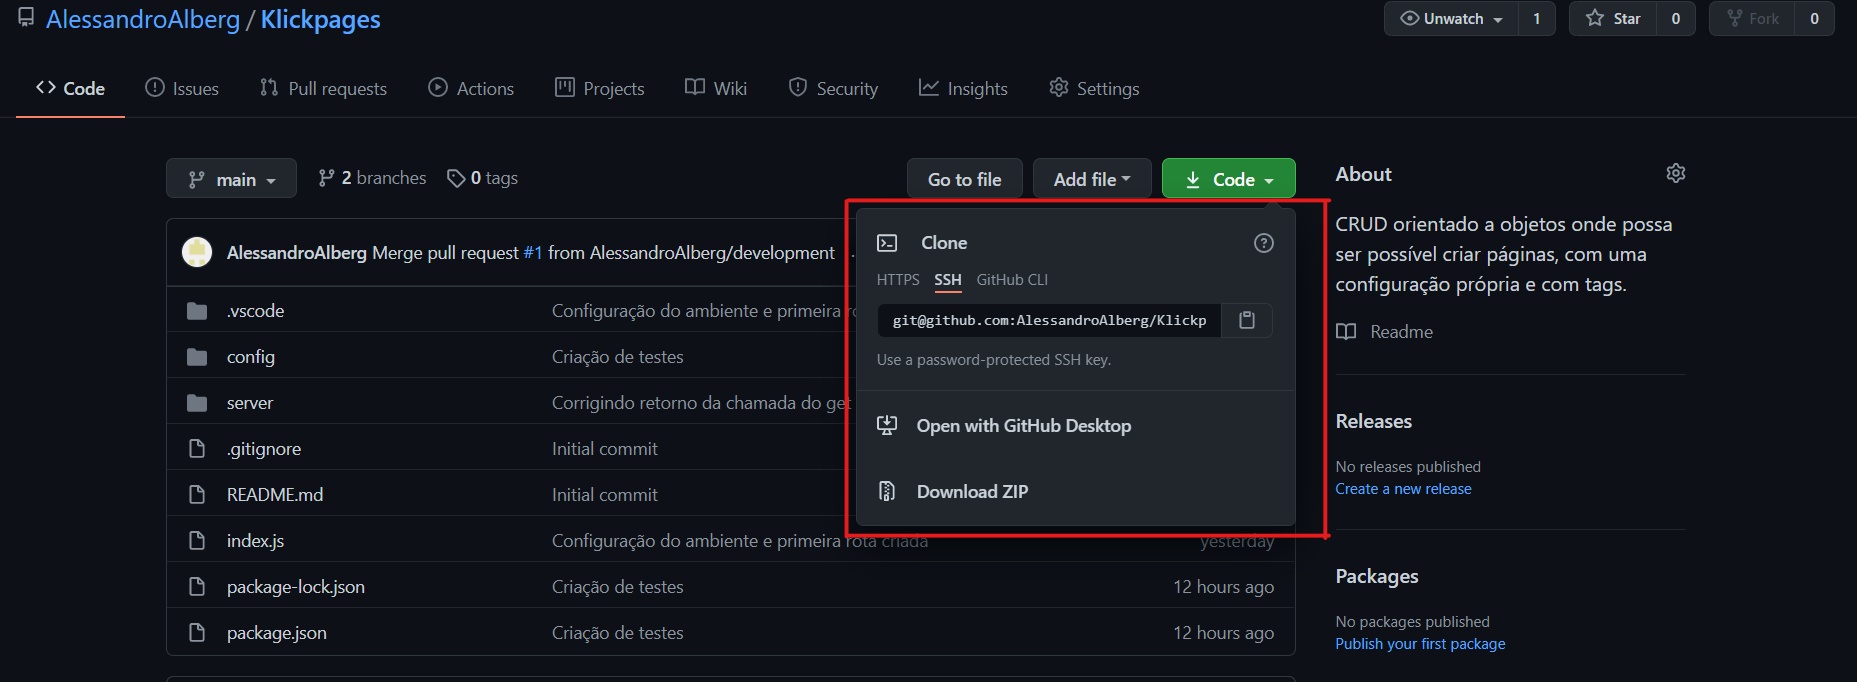 AlessandroAlberg / Klickpages
Unwatch 1 Star 0 Fork 0
Code Issues Pull requests Actions Projects Wiki Security Insights Settings
main 2 branches 0 tags Go to file Add file Code
AlessandroAlberg Merge pull request #1 from AlessandroAlberg/development
.vscode Configuração do ambiente e primeira
config Criação de testes
server Corrigindo retorno da chamada do get
.gitignore Initial commit
README.md Initial commit
index.js Configuração do ambiente e primeira rota criada yesterday
package-lock.json Criação de testes 12 hours ago
package.json Criação de testes 12 hours ago
Clone
HTTPS SSH GitHub CLI
git@github.com:AlessandroAlberg/Klickp
Use a password-protected SSH key.
Open with GitHub Desktop
Download ZIP
About
CRUD orientado a objetos onde possa
ser possível criar páginas, com uma
configuração própria e com tags.
Readme
Releases
No releases published
Create a new release
Packages
No packages published
Publish your first package